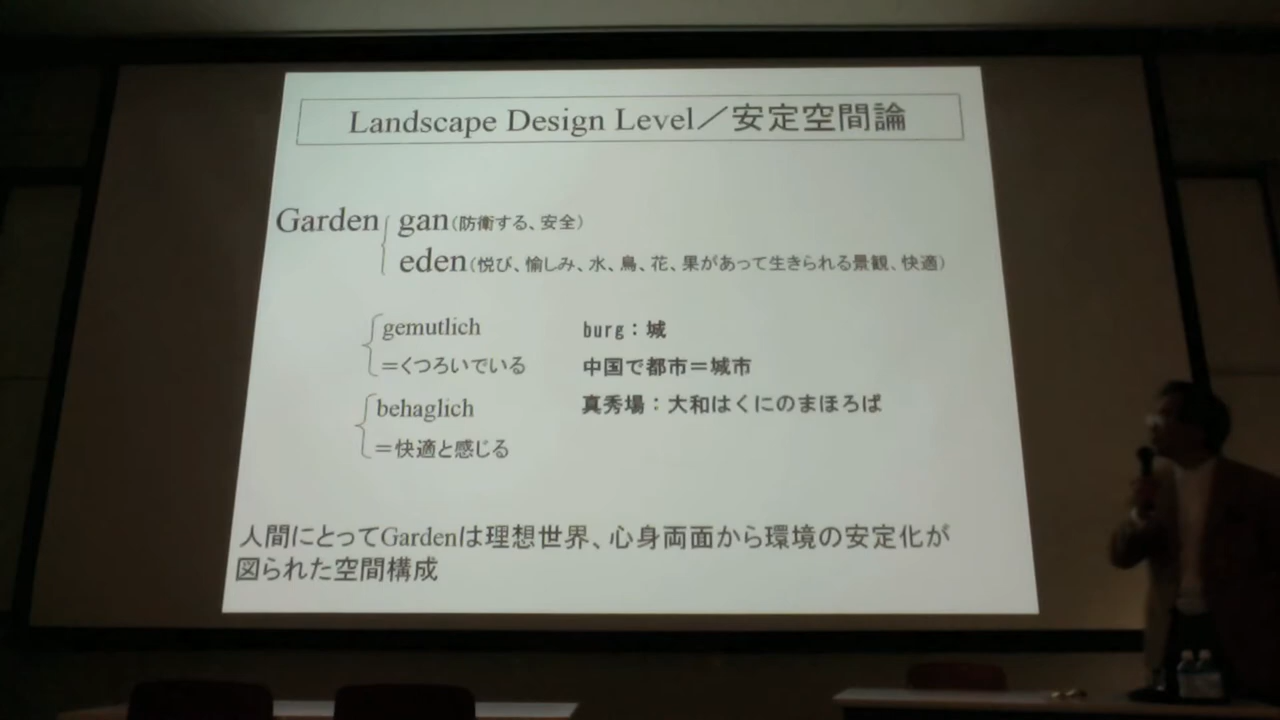 Landscape Design Level／安定空間論
Garden
gan(防衛する、安全)
eden(悦び、愉しみ、水、鳥、花、果があって生きられる景観、快適)
gemutlich
=くつろいでいる
behaglich
=快適と感じる
burg：城
中国で都市＝城市
真秀場：大和はくにのまほろば
人間にとってGardenは理想世界、心身両面から環境の安定化が
図られた空間構成